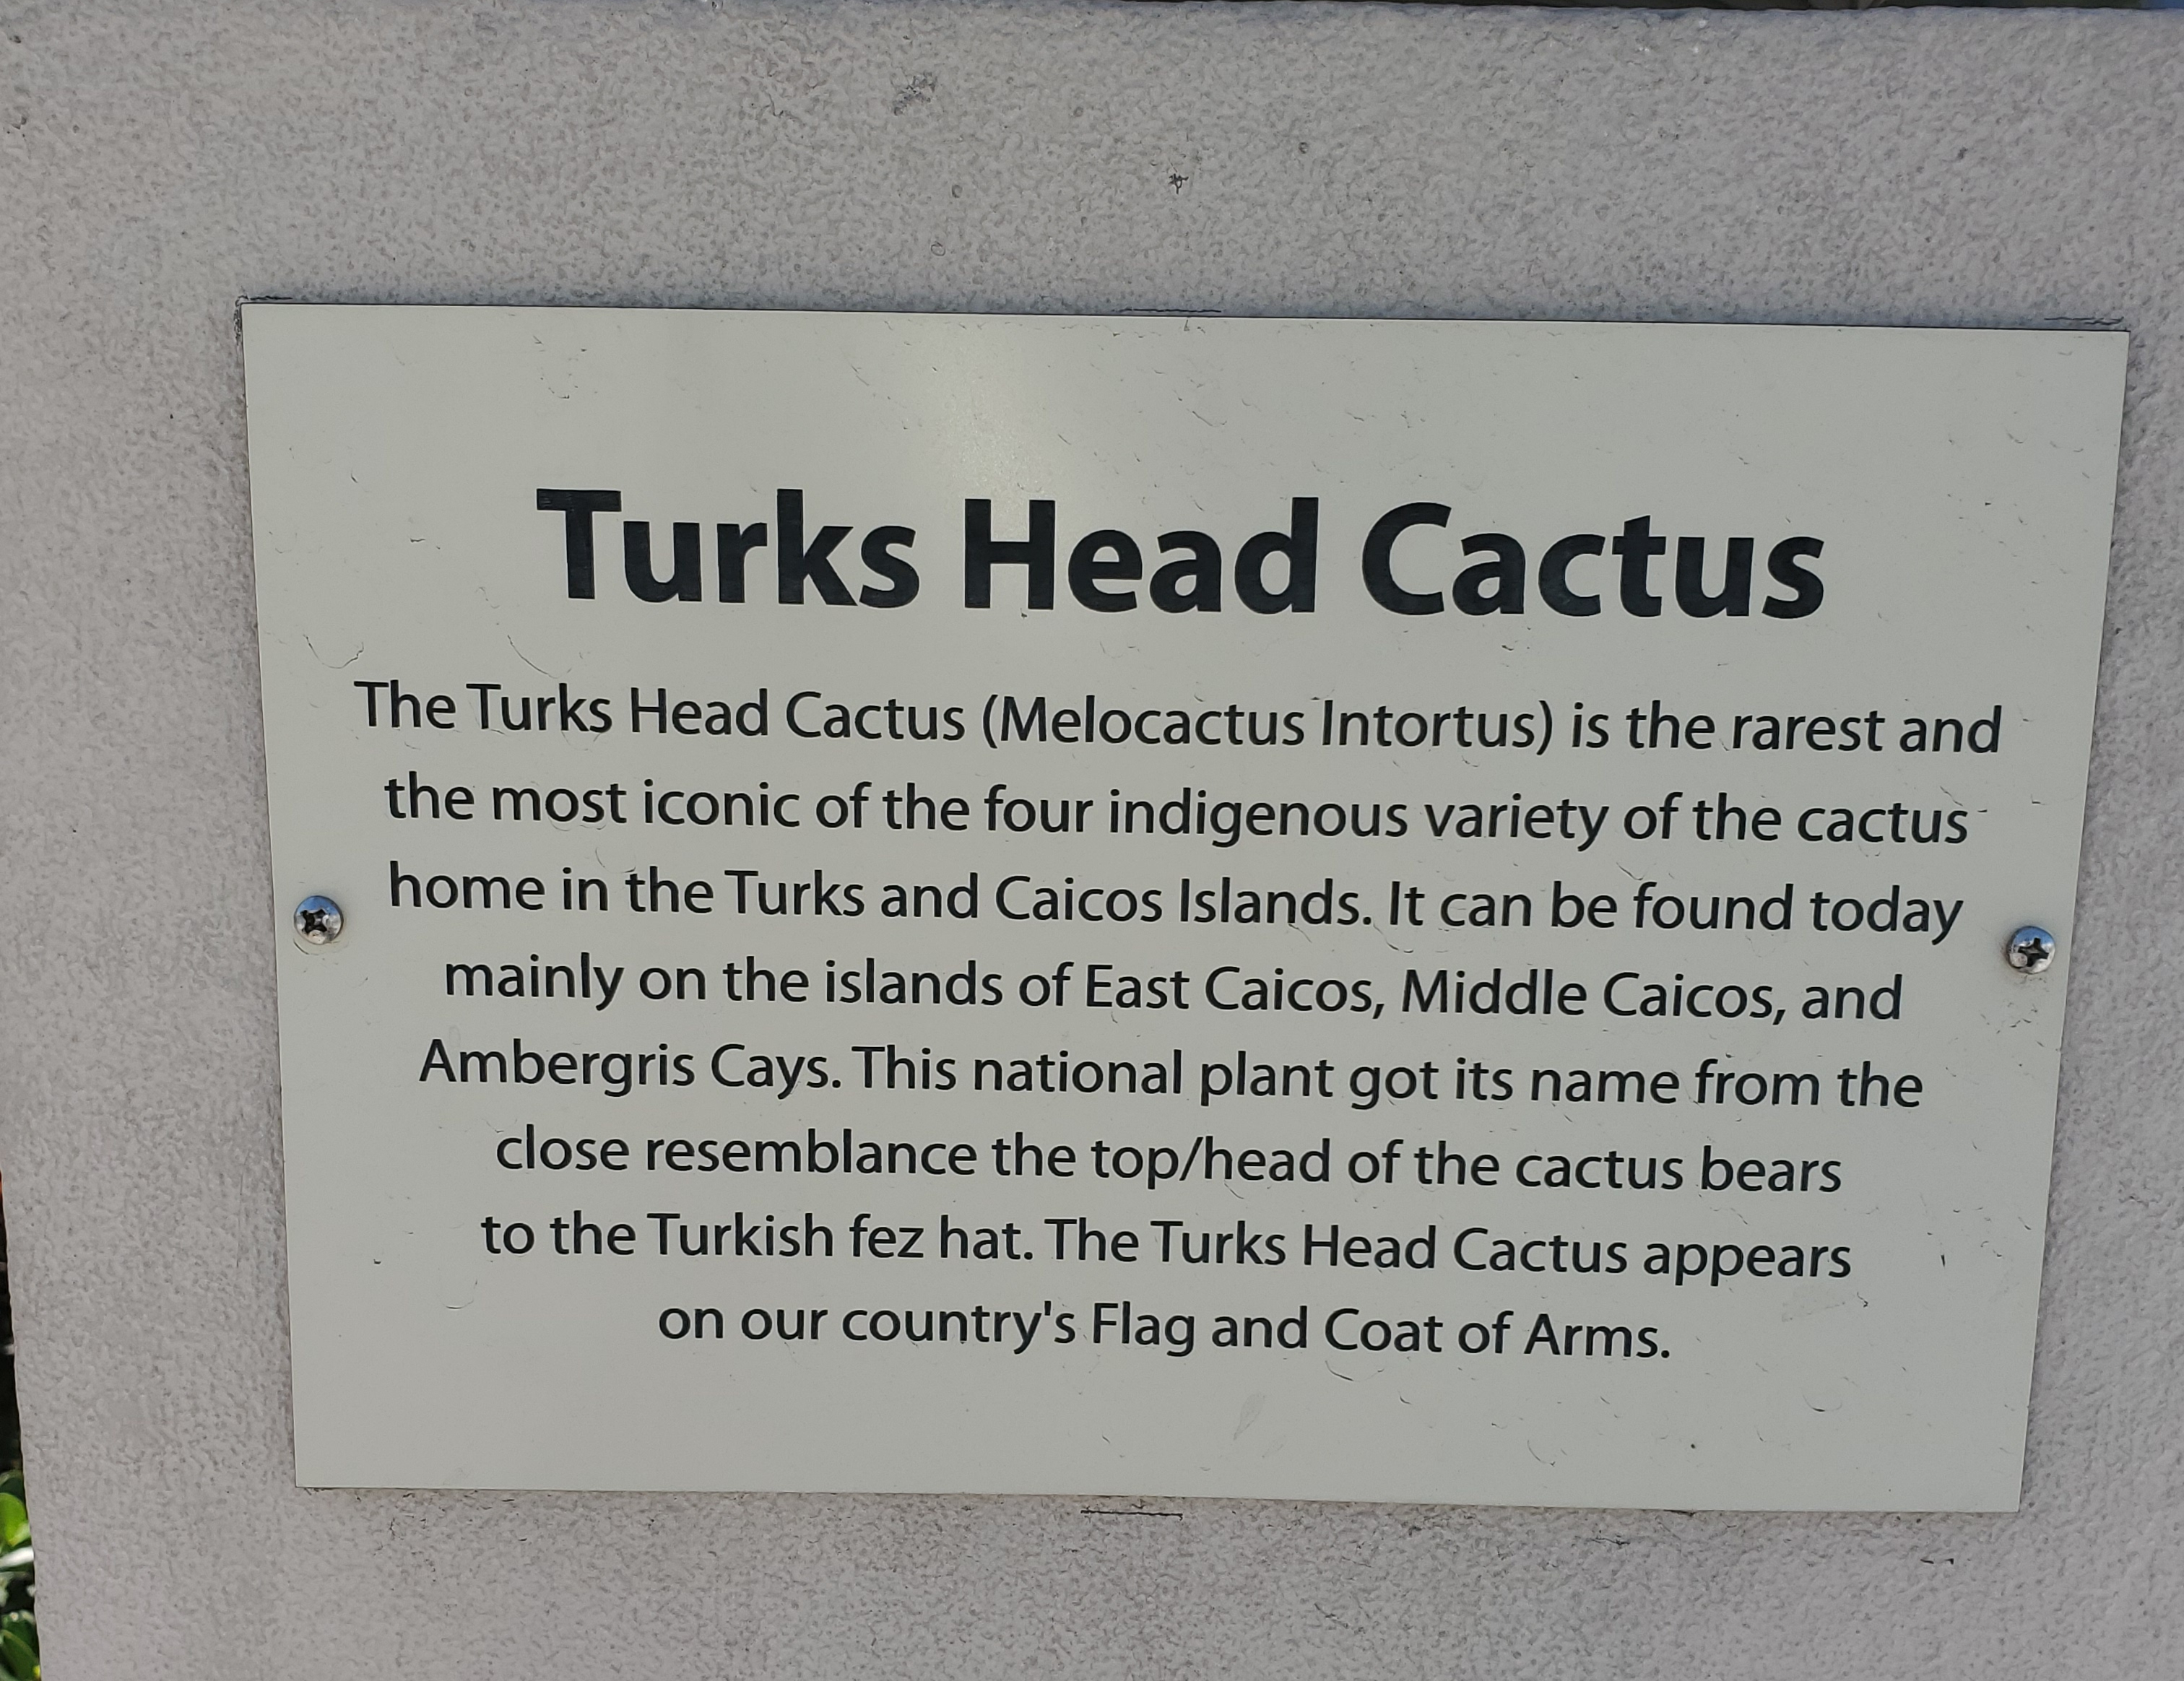 Turks Head Cactus
The Turks Head Cactus (Melocactus Intortus) is the rarest and
the most iconic of the four indigenous variety of the cactus
home in the Turks and Caicos Islands. It can be found today
mainly on the islands of East Caicos, Middle Caicos, and
Ambergris Cays. This national plant got its name from the
close resemblance the top/head of the cactus bears
to the Turkish fez hat. The Turks Head Cactus appears
on our country's Flag and Coat of Arms.